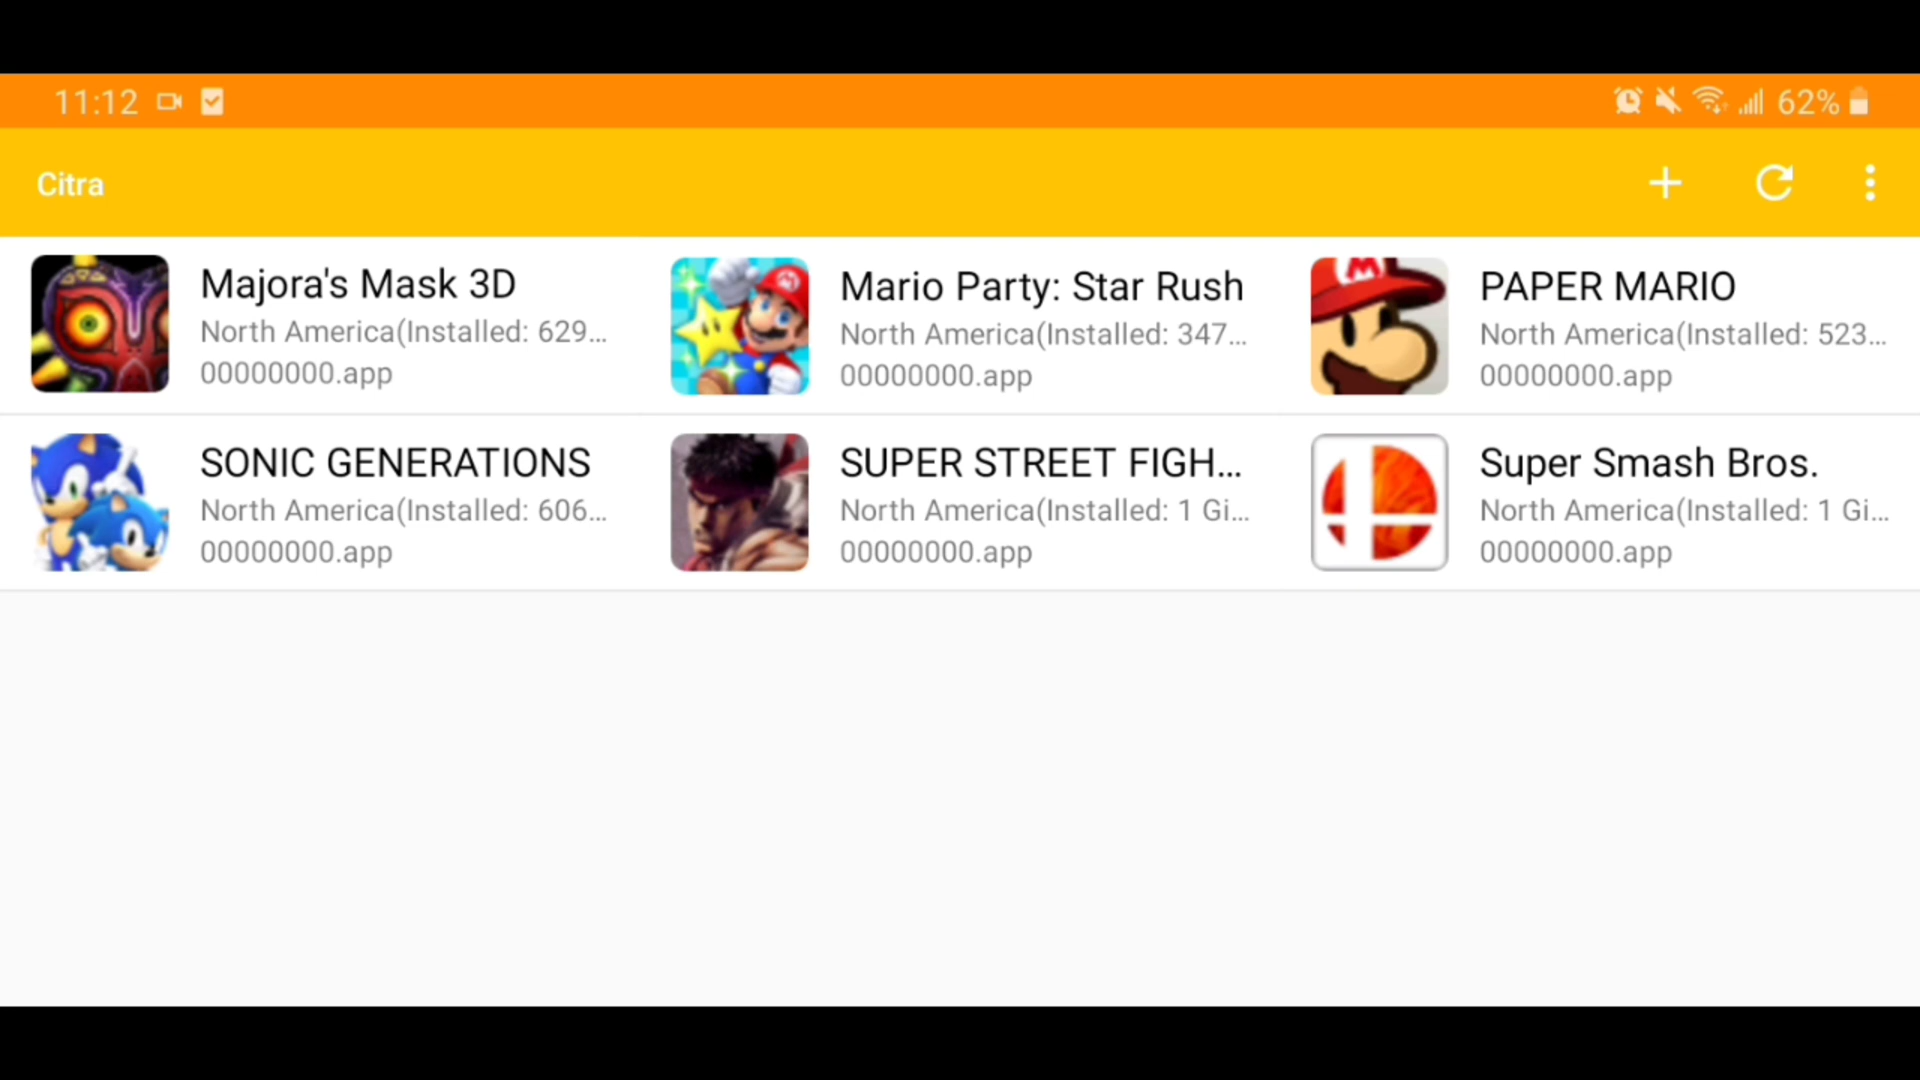 11:12
62%
Citra
Majora's Mask 3D
North America(Installed: 629...
00000000.app
Mario Party: Star Rush
North America(Installed: 347...
00000000.app
PAPER MARIO
North America(Installed: 523...
00000000.app
SONIC GENERATIONS
North America(Installed: 606...
00000000.app
SUPER STREET FIGH...
North America(Installed: 1 Gi...
00000000.app
Super Smash Bros.
North America(Installed: 1 Gi...
00000000.app